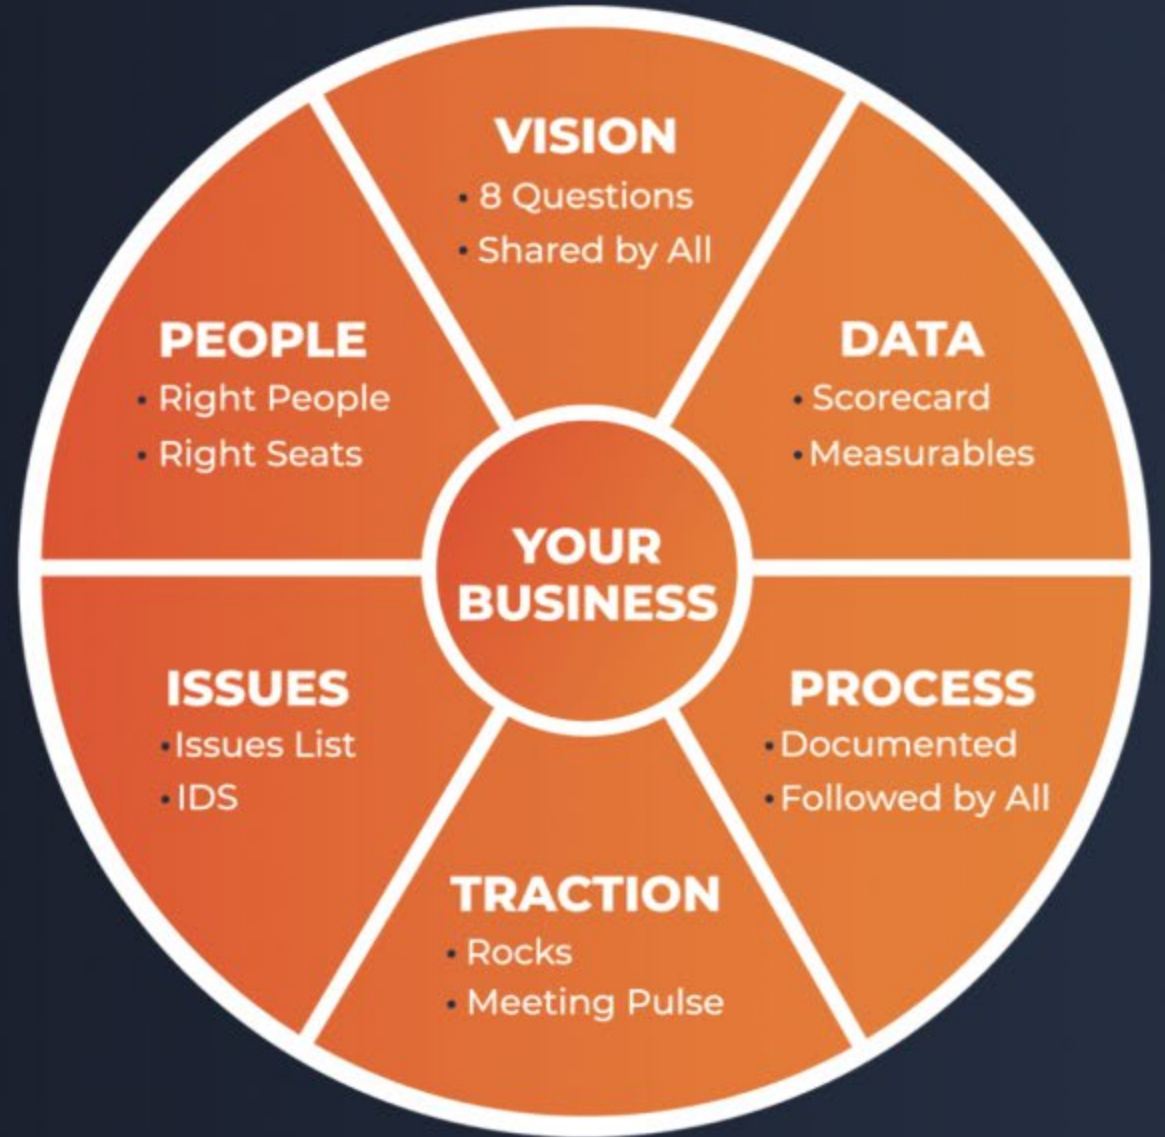 VISION
• 8 Questions
• Shared by All
DATA
• Scorecard
• Measurables
PROCESS
• Documented
• Followed by All
TRACTION
• Rocks
• Meeting Pulse
ISSUES
• Issues List
• IDS
PEOPLE
• Right People
• Right Seats
YOUR
BUSINESS